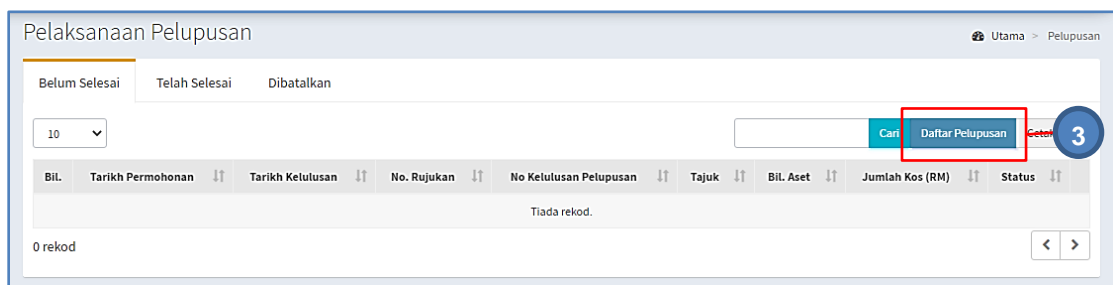 Pelaksanaan Pelupusan
Utama > Pelupusan
Belum Selesai Telah Selesai Dibatalkan
10
Cari Daftar Pelupusan Cetak 3
Bil. Tarikh Permohonan Tarikh Kelulusan No. Rujukan No Kelulusan Pelupusan Tajuk Bil. Aset Jumlah Kos (RM) Status
Tiada rekod.
0 rekod